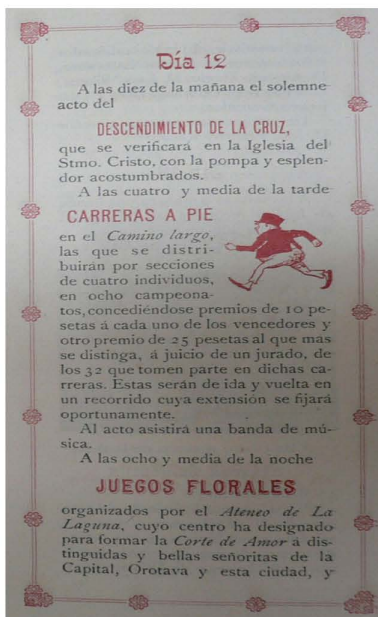 Día 12
A las diez de la mañana el solemne
acto del
DESCENDIMIENTO DE LA CRUZ,
que se verificará en la Iglesia del
Stmo. Cristo, con la pompa y esplen-
dor acostumbrados.
A las cuatro y media de la tarde
CARRERAS A PIE
en el Camino largo,
las que se distri-
buirán por secciones
de cuatro individuos,
en ocho campeona-
tos, concediéndose premios de 10 pe-
setas á cada uno de los vencedores y
otro premio de 25 pesetas al que mas
se distinga, á juicio de un jurado, de
los 32 que tomen parte en dichas ca-
rreras. Estas serán de ida y vuelta en
un recorrido cuya extensión se fijará
oportunamente.
Al acto asistirá una banda de mú-
sica.
A las ocho y media de la noche
JUEGOS FLORALES
organizados por el Ateneo de La
Laguna, cuyo centro ha designado
para formar la Corte de Amor à dis-
tinguidas y bellas señoritas de la
Capital, Orotava y esta ciudad, y